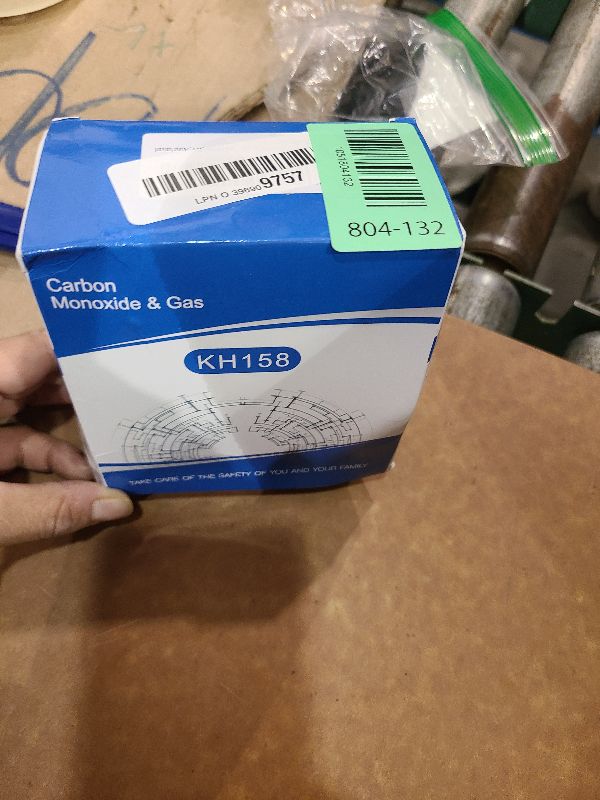 LPN O 39690 9757
051804132
804-132
Carbon
Monoxide & Gas
KH158
TAKE CARE OF THE SAFETY OF YOU AND YOUR FAMILY